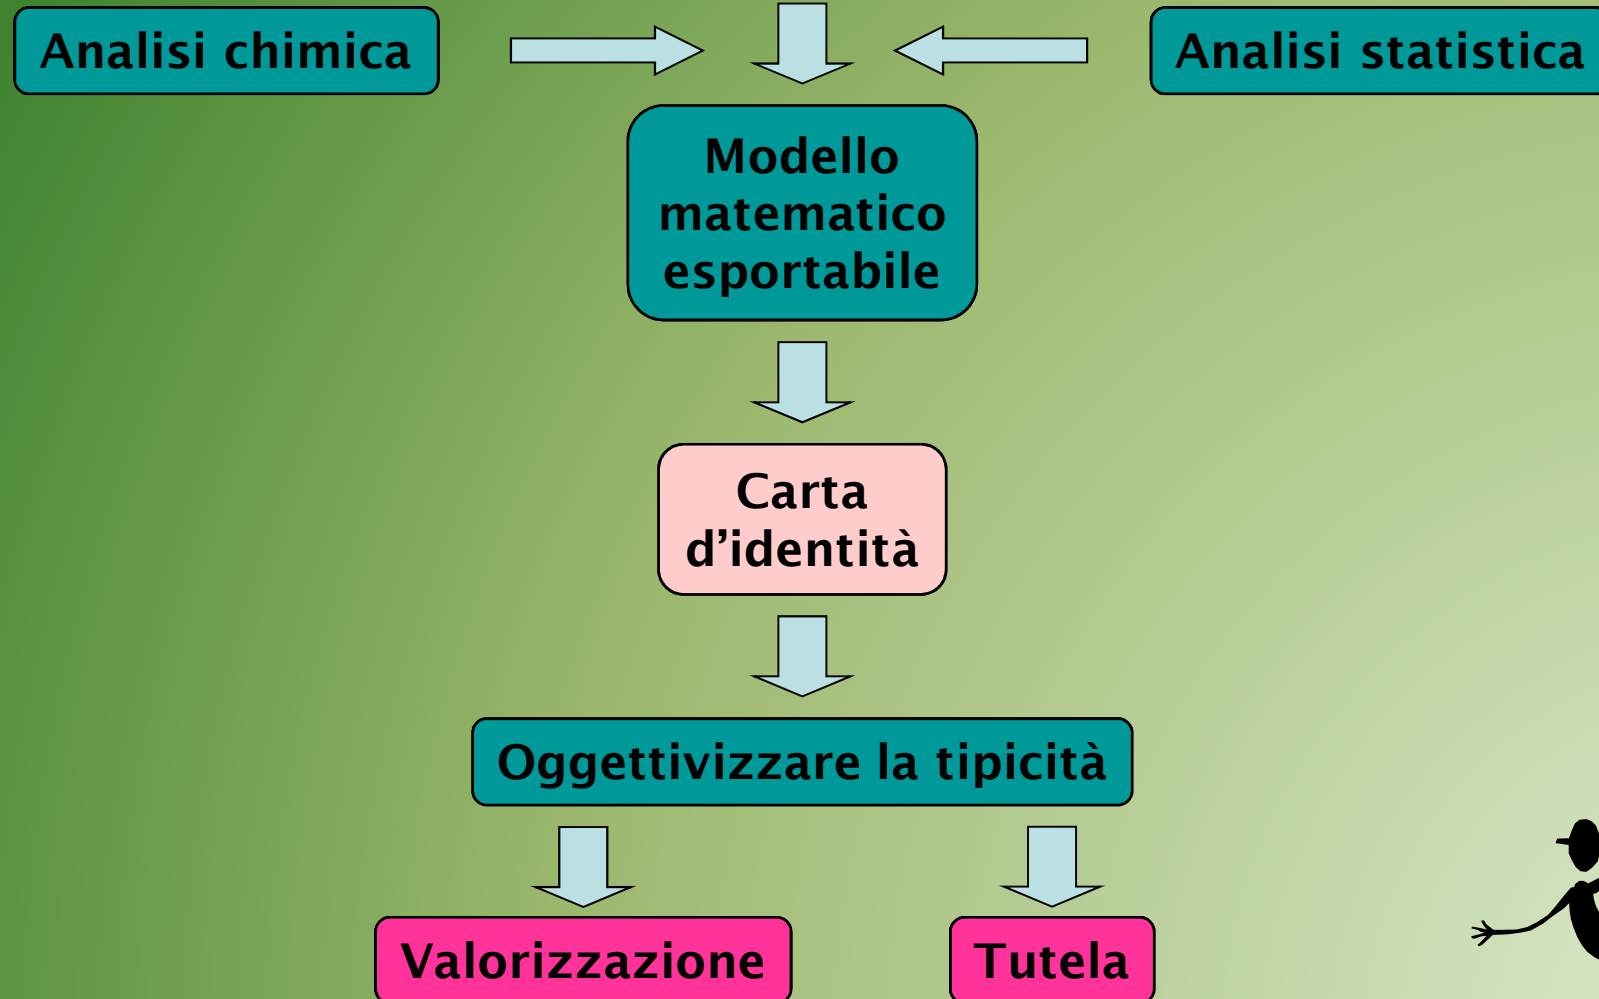 Analisi chimica
Analisi statistica
Modello
matematico
esportabile
Carta
d’identità
Oggettivizzare la tipicità
Valorizzazione
Tutela